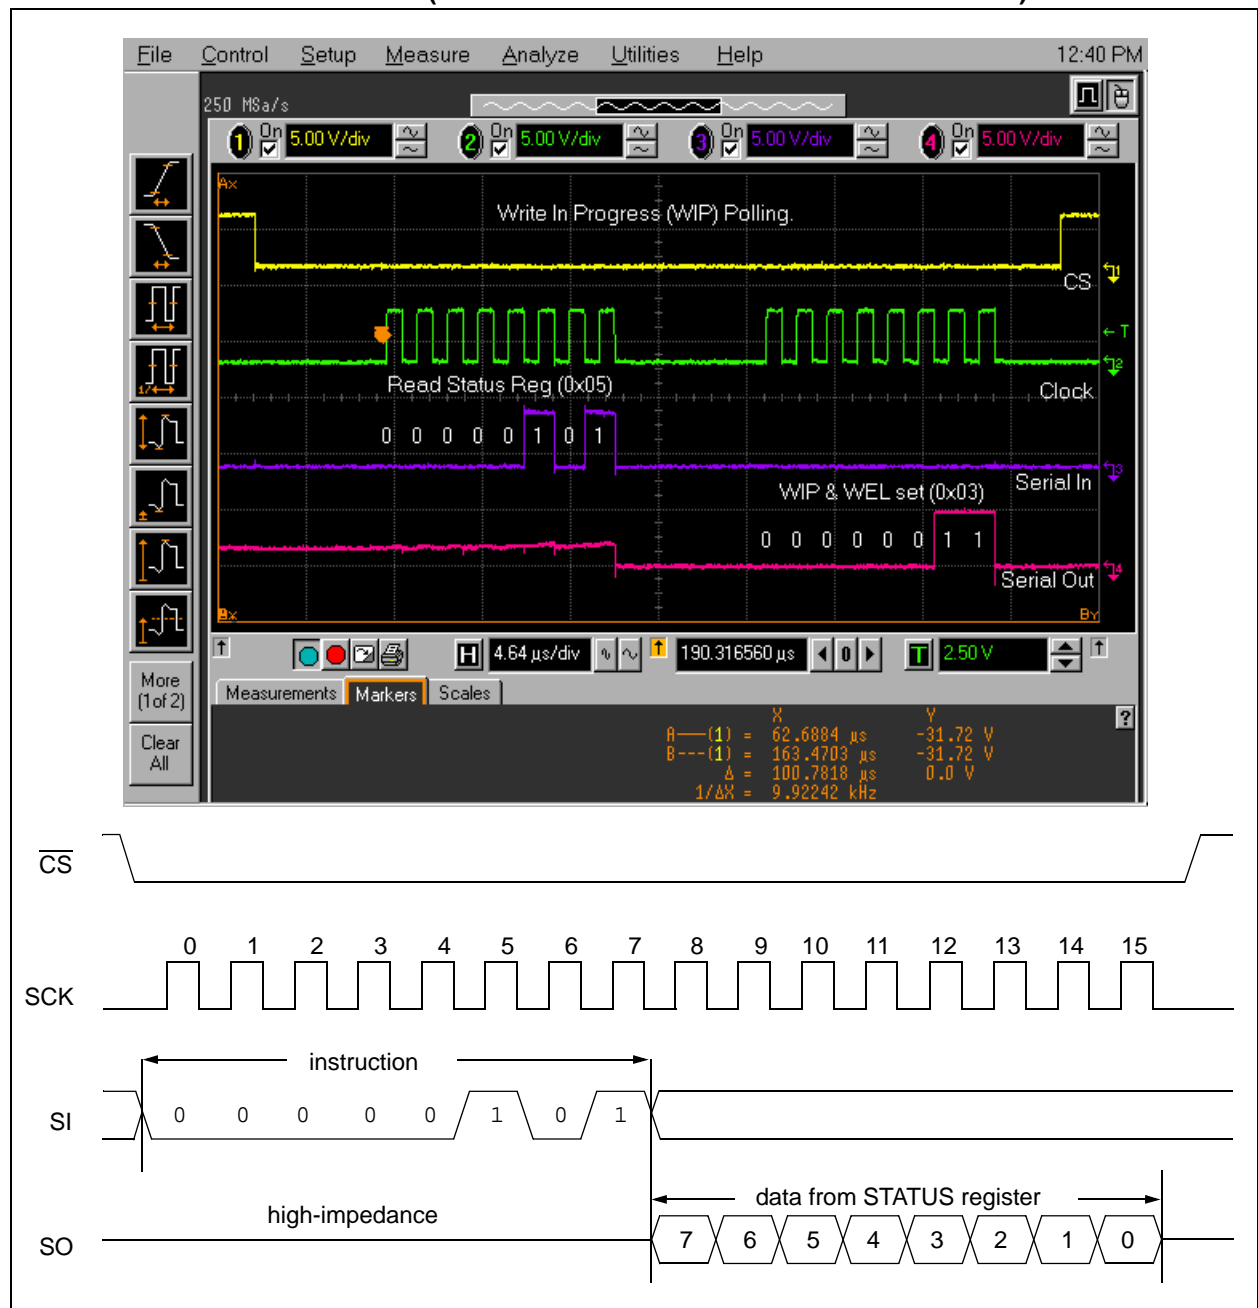 File Control Setup Measure Analyze Utilities Help 12:40 PM
250 MSa/s
1 On 5.00 V/div 2 On 5.00 V/div 3 On 5.00 V/div 4 On 5.00 V/div
Ax
Write In Progress (WIP) Polling.
1
CS
T
2
Read Status Reg (0x05)
Clock
0 0 0 0 0 1 0 1
3
Serial In
WIP & WEL set (0x03)
0 0 0 0 0 0 1 1
4
Serial Out
Bx By
H 4.64 µs/div 190.316560 µs 0 T 2.50 V
More
(1of 2)
Clear
All
Measurements Markers Scales
?
X Y
A—(1) = 62.6884 µs -31.72 V
B---(1) = 163.4703 µs -31.72 V
Δ = 100.7818 µs 0.0 V
1/ΔX = 9.92242 kHz
CS
0 1 2 3 4 5 6 7 8 9 10 11 12 13 14 15
SCK
instruction
SI 0 0 0 0 0 1 0 1
data from STATUS register
high-impedance
SO 7 6 5 4 3 2 1 0